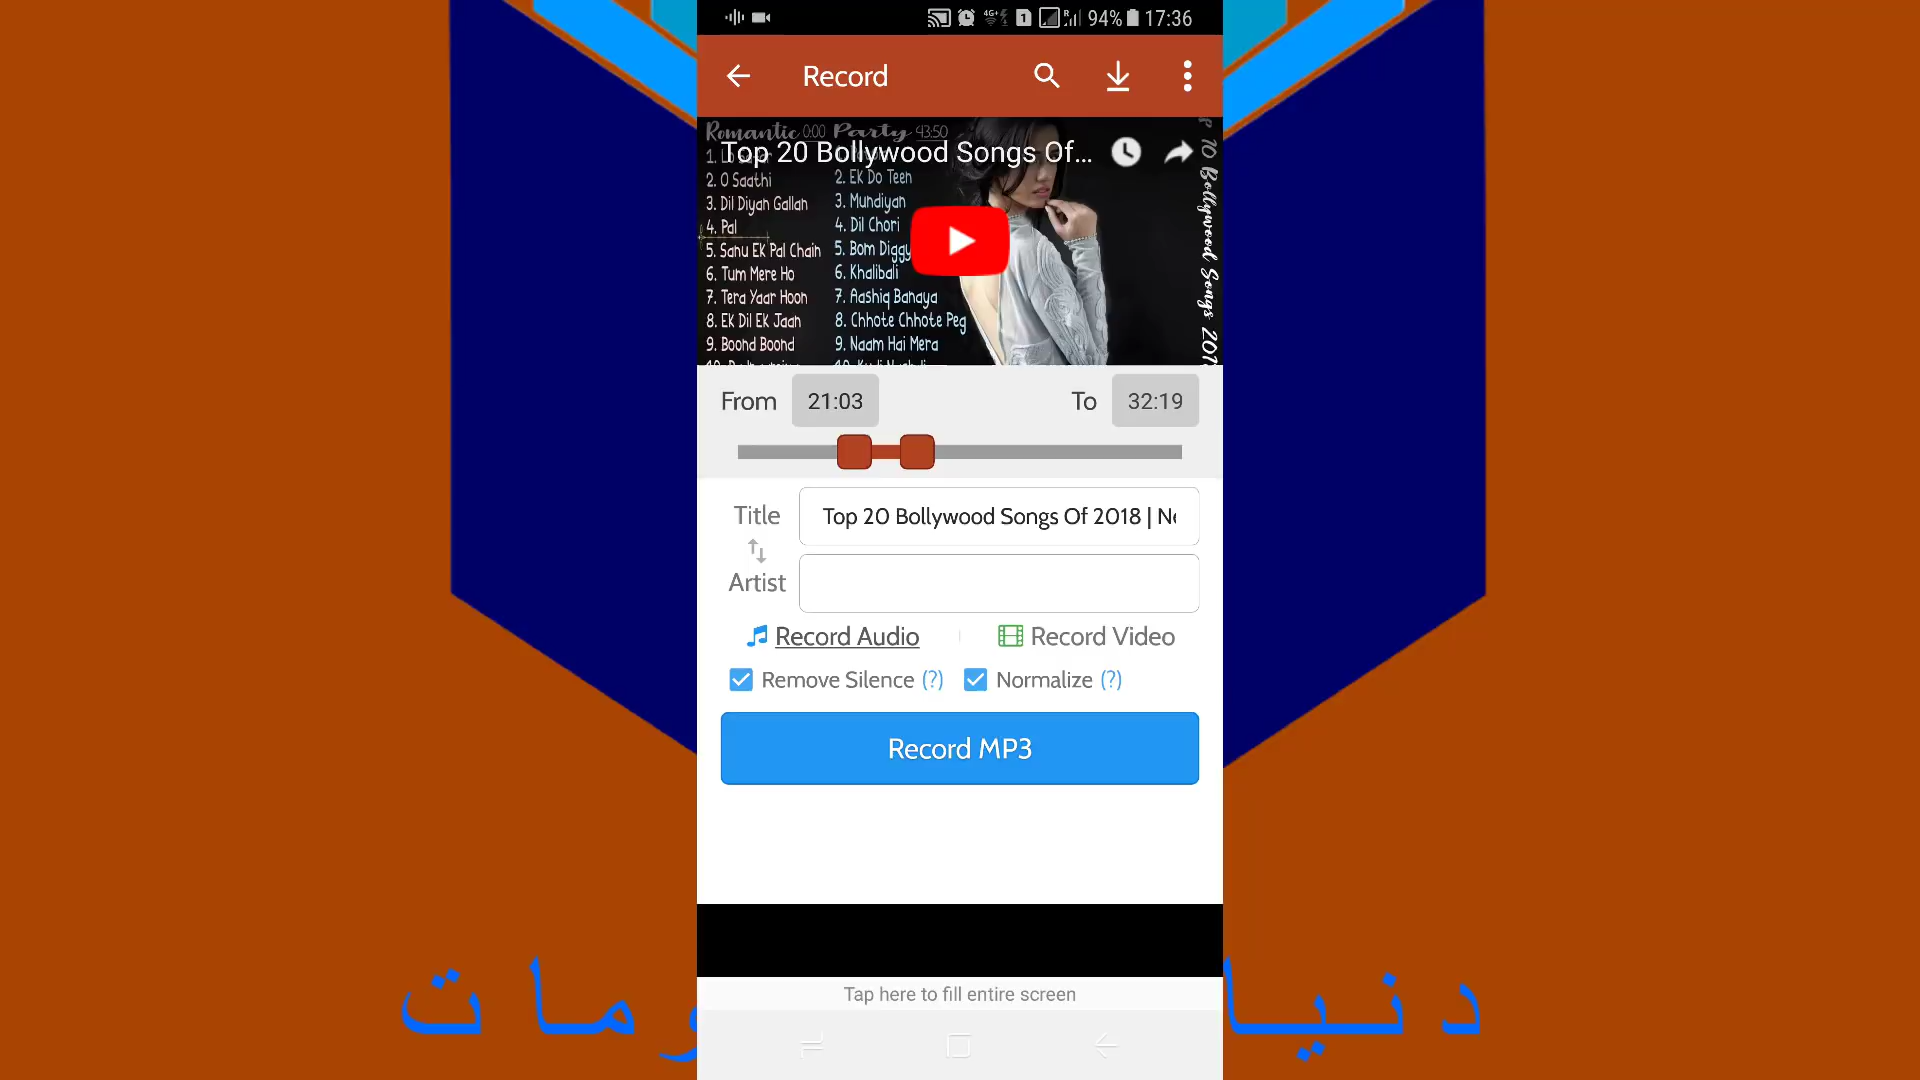 94% 17:36
Record
Romantic 0:00 Party 43:50
Top 20 Bollywood Songs Of...
2. O Saathi
3. Dil Diyan Gallan
4. Pal
5. Sanu Ek Pal Chain
6. Tum Mere Ho
7. Tera Yaar Hoon
8. Ek Dil Ek Jaan
9. Boond Boond
2. Ek Do Teen
3. Mundiyan
4. Dil Chori
5. Bom Diggy
6. Khalibali
7. Aashiq Banaya
8. Chhote Chhote Peg
9. Naam Hai Mera
10 Bollywood Songs
From 21:03 To 32:19
Title Top 20 Bollywood Songs Of 2018 |
Artist
Record Audio Record Video
Remove Silence (?) Normalize (?)
Record MP3
Tap here to fill entire screen
دنیا ومات